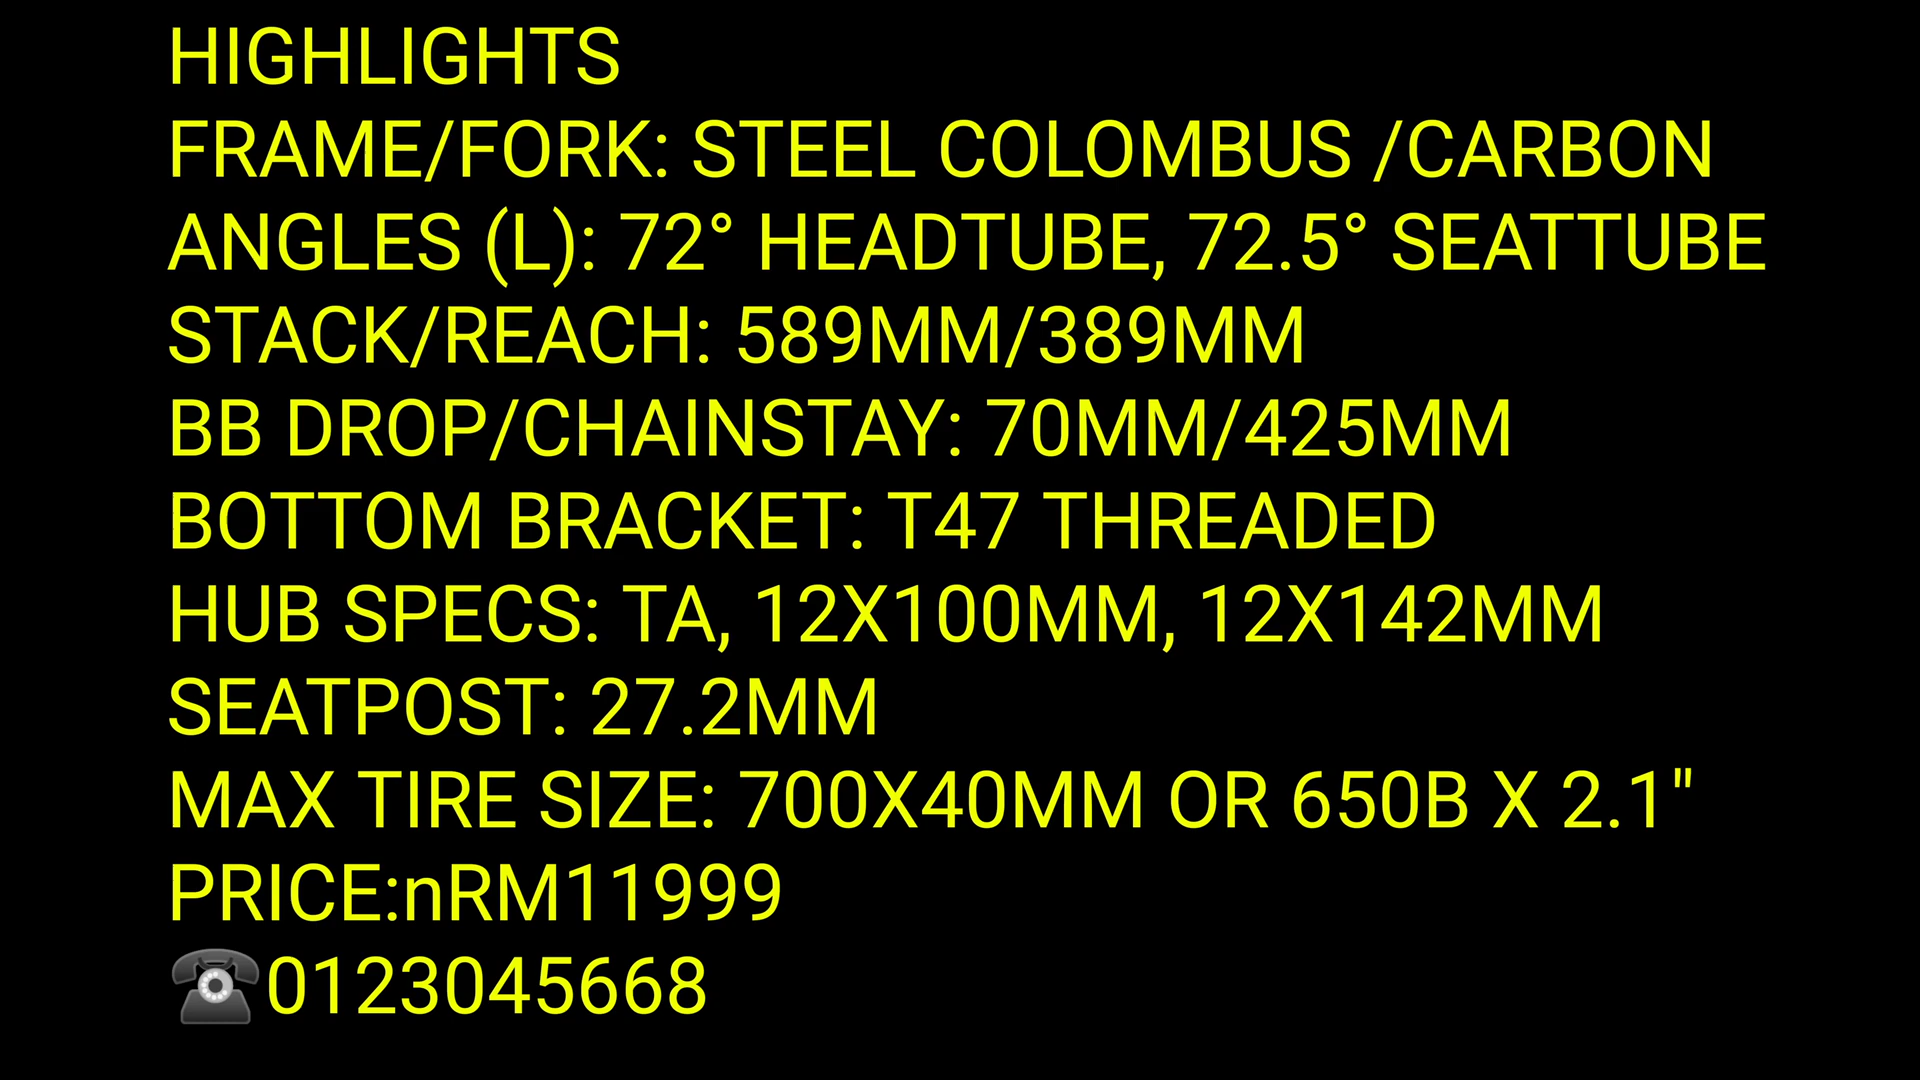 HIGHLIGHTS
FRAME/FORK: STEEL COLOMBUS /CARBON
ANGLES (L): 72° HEADTUBE, 72.5° SEATTUBE
STACK/REACH: 589MM/389MM
BB DROP/CHAINSTAY: 70MM/425MM
BOTTOM BRACKET: T47 THREADED
HUB SPECS: TA, 12X100MM, 12X142MM
SEATPOST: 27.2MM
MAX TIRE SIZE: 700X40MM OR 650B X 2.1"
PRICE:nRM11999
☎0123045668